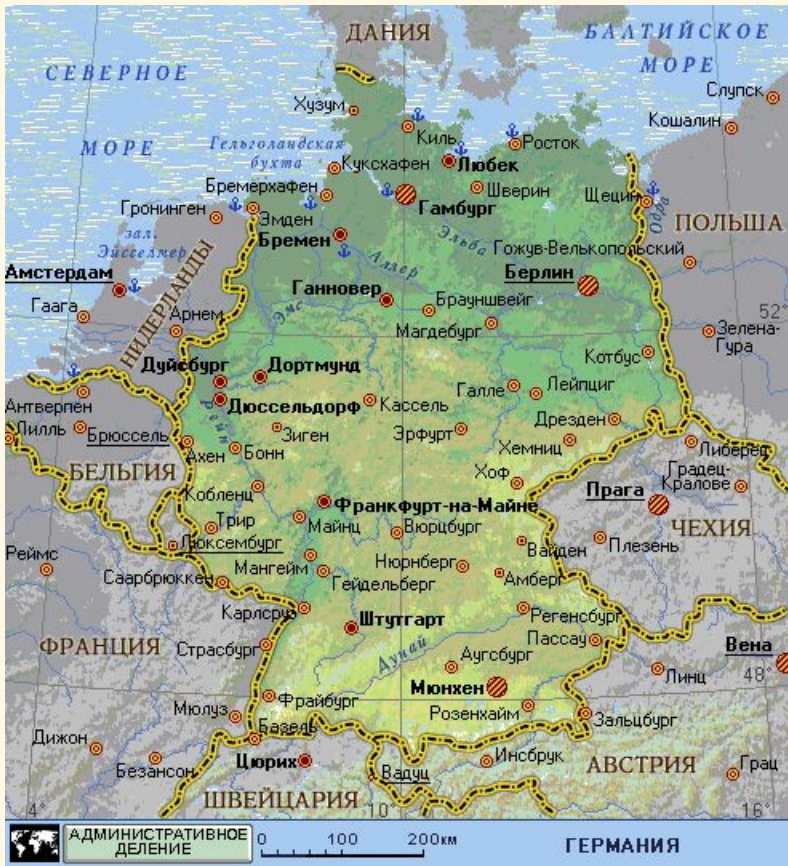 ДАНИЯ
БАЛТИЙСКОЕ
МОРЕ
СЕВЕРНОЕ
МОРЕ
Слупск
Хузум
Киль
Росток
Кошалин
Гельголандская
бухта
Куксхафен
Любек
Бремерхафен
Шверин
Щецин
Гронинген
Эмден
Гамбург
Одра
ПОЛЬША
зал.
Эйсселмер
Бремен
Эльба
Аллер
Гожув-Велькопольский
Амстердам
Берлин
НИДЕРЛАНДЫ
Ганновер
Гаага
Эмс
Брауншвейг
52°
Арнем
Магдебург
Зелена-
Гура
Котбус
Дуйсбург
Дортмунд
Галле
Лейпциг
Антверпен
Дюссельдорф
Кассель
Рейн
Дрезден
Лилль
Брюссель
Зиген
Эрфурт
Хемниц
Либерец
Ахен
Бонн
БЕЛЬГИЯ
Хоф
Градец-
Кралове
Кобленц
Прага
Франкфурт-на-Майне
Трир
Майнц
Вюрцбург
ЧЕХИЯ
Люксембург
Вайден
Плезень
Реймс
Мангейм
Нюрнберг
Саарбрюккен
Гейдельберг
Амберг
Карлсруэ
Регенсбург
Штутгарт
ФРАНЦИЯ
Страсбург
Дунай
Пассау
Вена
Аугсбург
Линц
48°
Мюнхен
Фрайбург
Мюлуз
Розенхайм
Зальцбург
Базель
Дижон
Безансон
Цюрих
Вадуц
Инсбрук
АВСТРИЯ
Грац
ШВЕЙЦАРИЯ
4°
10°
16°
АДМИНИСТРАТИВНОЕ
ДЕЛЕНИЕ
0 100 200км
ГЕРМАНИЯ